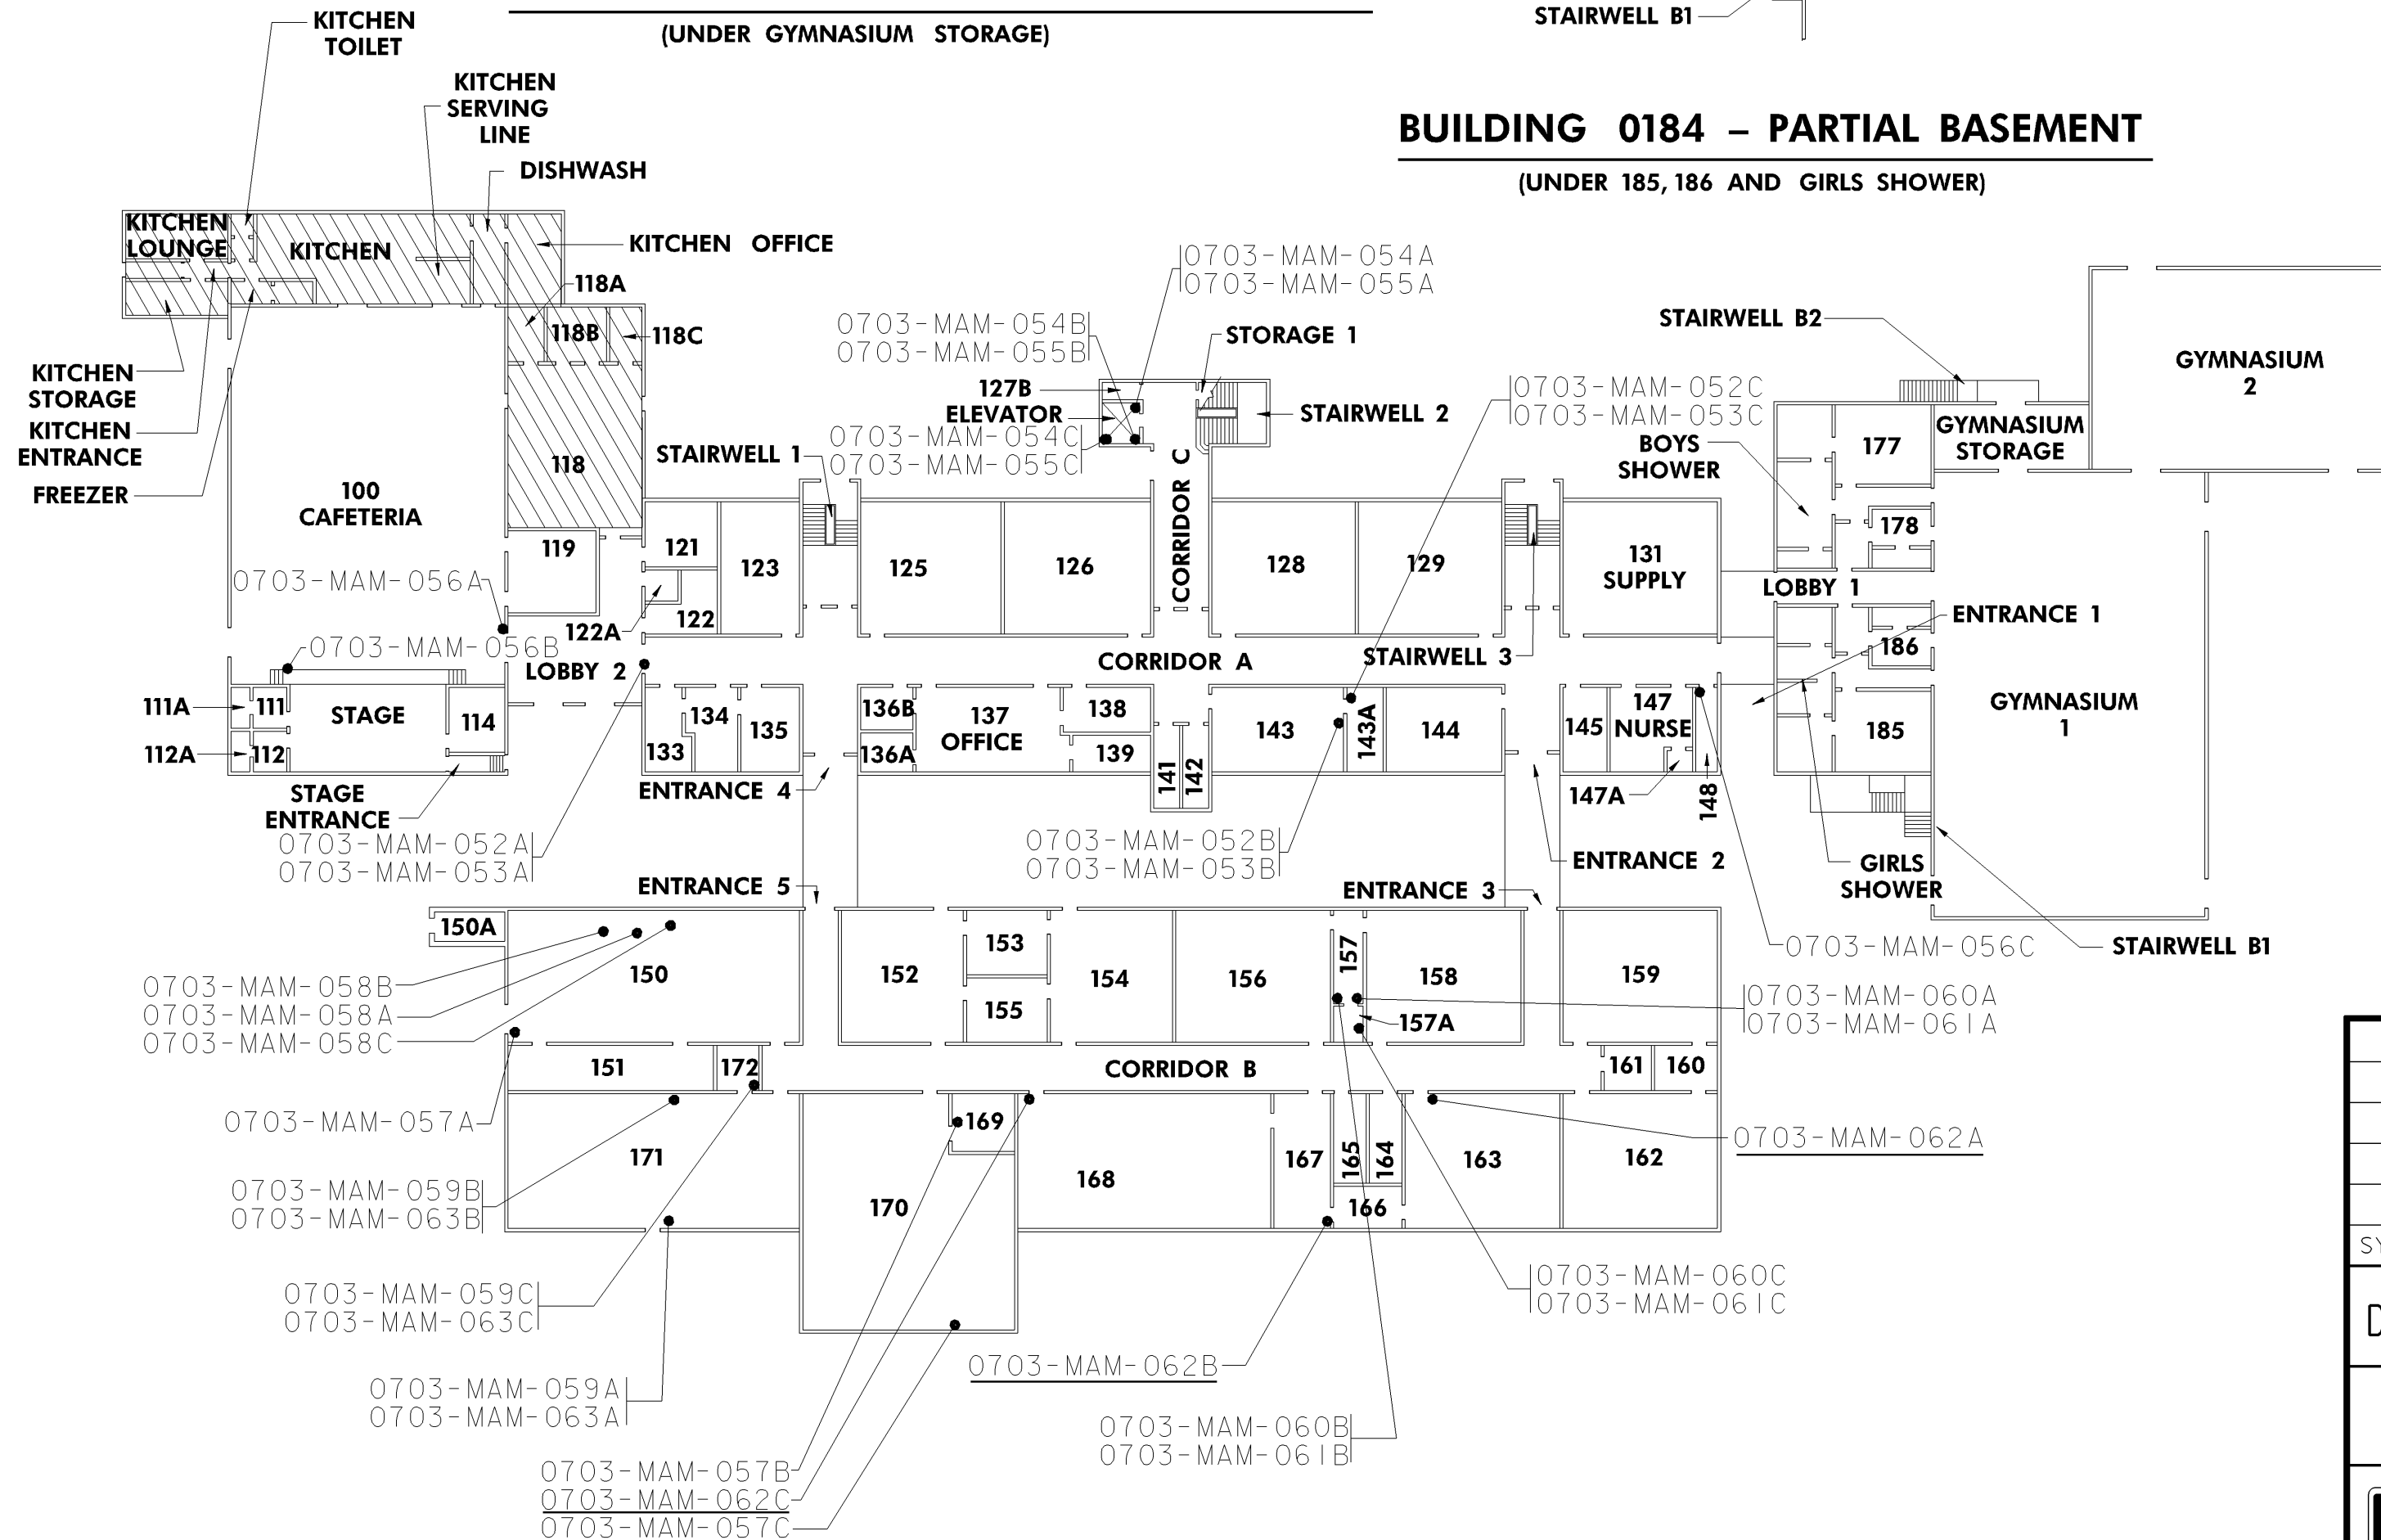 KITCHEN
TOILET
(UNDER GYMNASIUM STORAGE)
STAIRWELL B1
KITCHEN
SERVING
LINE
DISHWASH
BUILDING 0184 – PARTIAL BASEMENT
(UNDER 185, 186 AND GIRLS SHOWER)
KITCHEN
LOUNGE
KITCHEN
KITCHEN OFFICE
118A
118B
118C
0703-MAM-054A
0703-MAM-055A
0703-MAM-054B
0703-MAM-055B
STORAGE 1
STAIRWELL B2
GYMNASIUM
2
KITCHEN
STORAGE
KITCHEN
ENTRANCE
FREEZER
127B
ELEVATOR
STAIRWELL 2
0703-MAM-052C
0703-MAM-053C
0703-MAM-054C
0703-MAM-055C
BOYS
SHOWER
177
GYMNASIUM
STORAGE
118
STAIRWELL 1
100
CAFETERIA
CORRIDOR C
178
119
121
123
125
126
128
129
131
SUPPLY
0703-MAM-056A
LOBBY 1
122A
122
ENTRANCE 1
0703-MAM-056B
LOBBY 2
CORRIDOR A
STAIRWELL 3
186
111A
111
STAGE
114
134
136B
137
OFFICE
138
143
143A
144
145
147
NURSE
185
GYMNASIUM
1
112A
112
133
135
136A
139
141
142
STAGE
ENTRANCE
ENTRANCE 4
147A
148
0703-MAM-052A
0703-MAM-053A
0703-MAM-052B
0703-MAM-053B
ENTRANCE 2
GIRLS
SHOWER
ENTRANCE 5
ENTRANCE 3
150A
153
157
0703-MAM-056C
STAIRWELL B1
150
152
154
156
158
159
0703-MAM-058B
0703-MAM-058A
0703-MAM-058C
155
157A
0703-MAM-060A
0703-MAM-061A
151
172
CORRIDOR B
161
160
0703-MAM-057A
169
0703-MAM-062A
171
168
167
165
164
163
162
0703-MAM-059B
0703-MAM-063B
170
166
0703-MAM-059C
0703-MAM-063C
0703-MAM-060C
0703-MAM-061C
0703-MAM-062B
0703-MAM-059A
0703-MAM-063A
0703-MAM-060B
0703-MAM-061B
0703-MAM-057B
0703-MAM-062C
0703-MAM-057C
SY
D